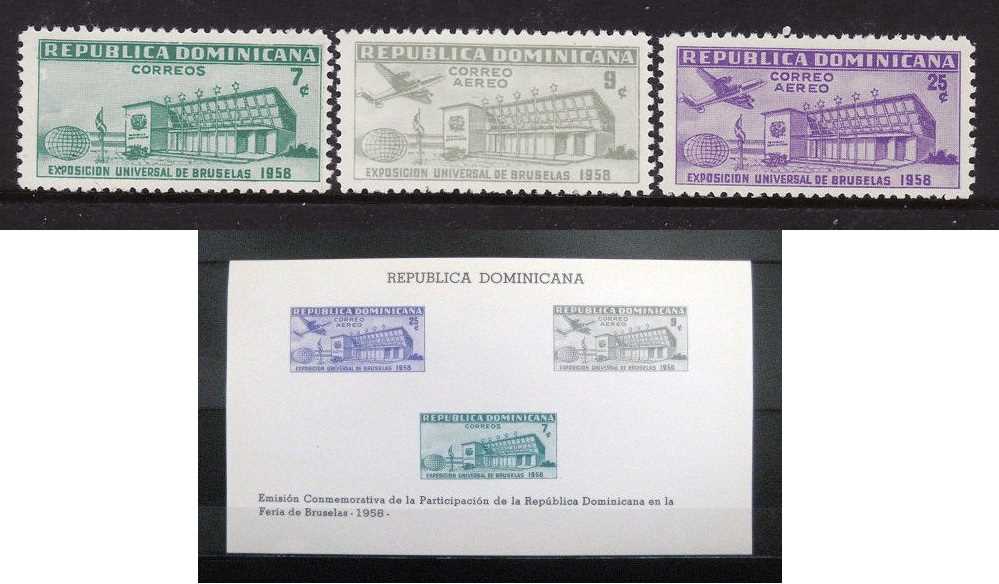 REPUBLICA DOMINICANA
CORREOS
7¢
EXPOSICION UNIVERSAL DE BRUSELAS 1958
REPUBLICA DOMINICANA
CORREO
AEREO
9¢
EXPOSICION UNIVERSAL DE BRUSELAS 1958
REPUBLICA DOMINICANA
CORREO
AEREO
25¢
EXPOSICION UNIVERSAL DE BRUSELAS 1958
REPUBLICA DOMINICANA
REPUBLICA DOMINICANA
CORREO
AEREO
25¢
EXPOSICION UNIVERSAL DE BRUSELAS 1958
REPUBLICA DOMINICANA
CORREO
AEREO
9¢
EXPOSICION UNIVERSAL DE BRUSELAS 1958
REPUBLICA DOMINICANA
CORREOS
7¢
EXPOSICION UNIVERSAL DE BRUSELAS 1958
Emisión Conmemorativa de la Participación de la República Dominicana en la
Feria de Bruselas - 1958 -